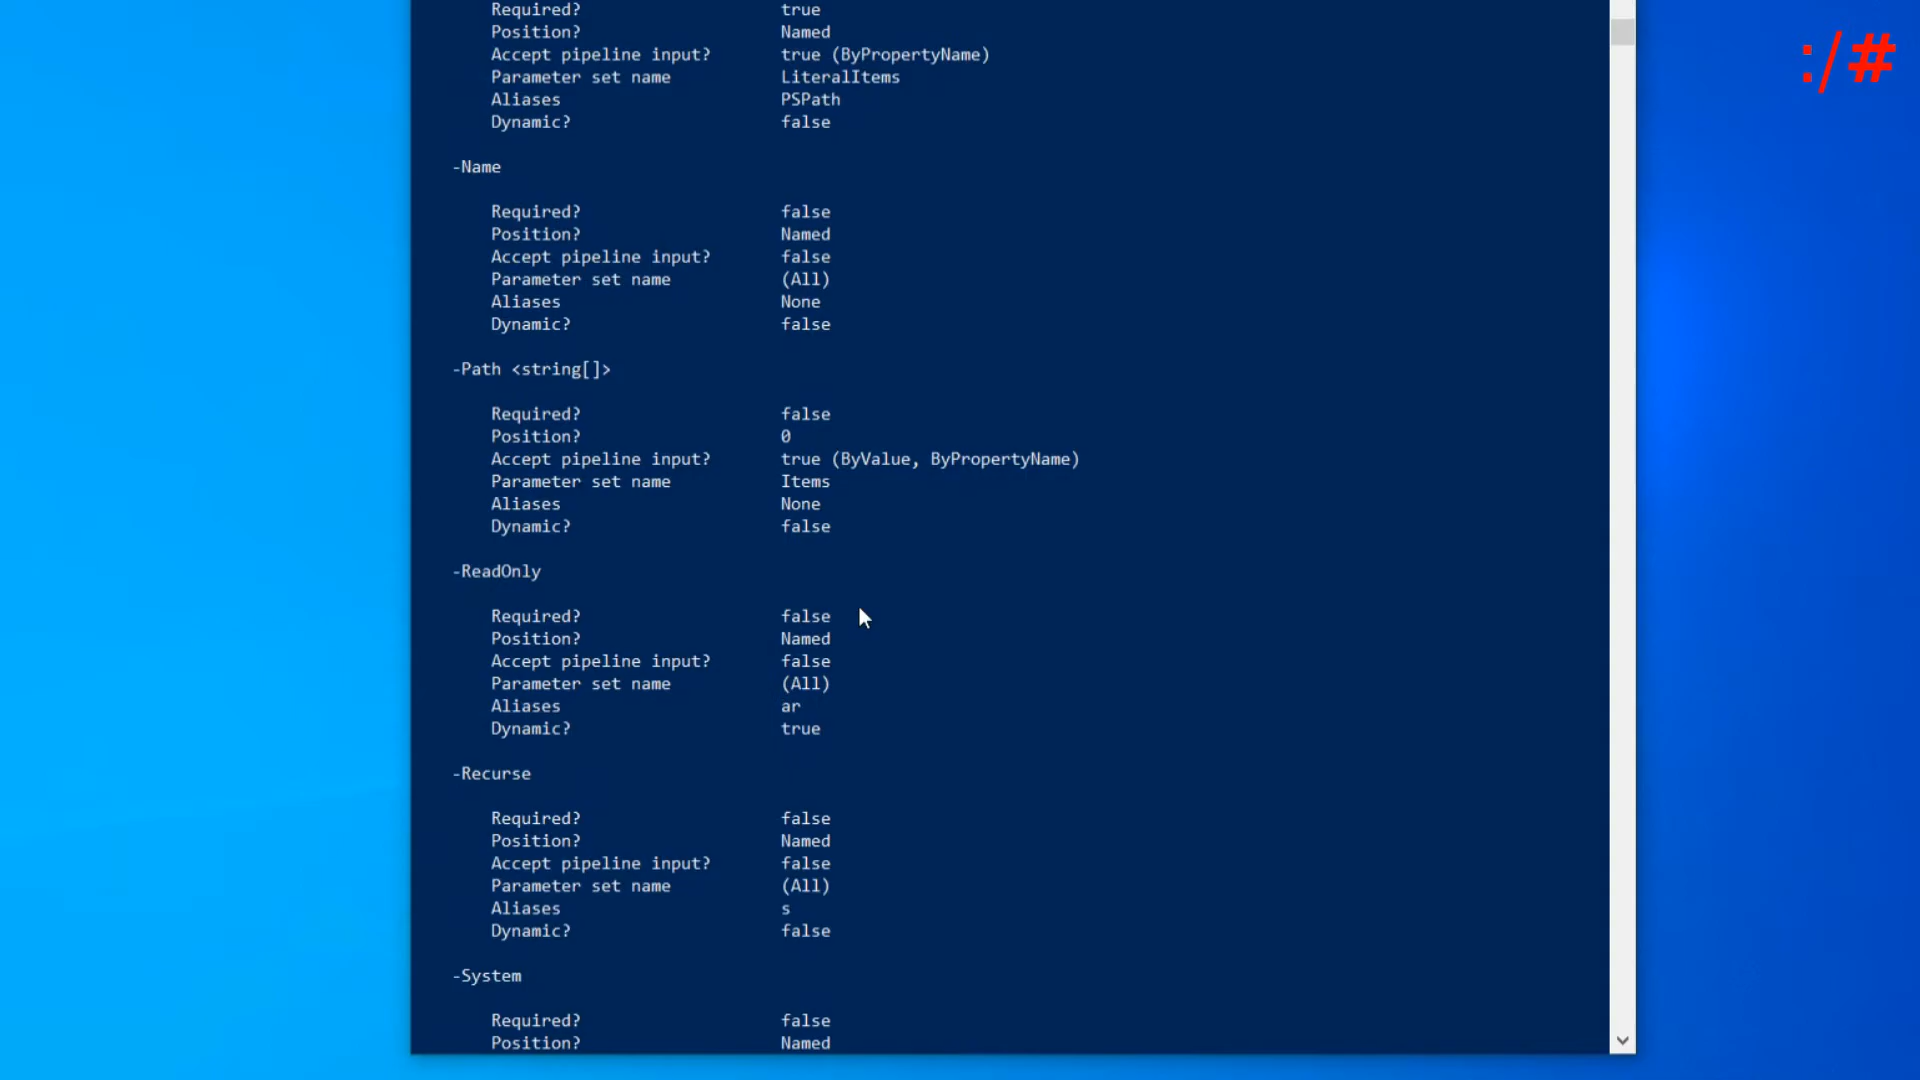 Required? true
:/#
Position? Named
Accept pipeline input? true (ByPropertyName)
Parameter set name LiteralItems
Aliases PSPath
Dynamic? false
-Name
Required? false
Position? Named
Accept pipeline input? false
Parameter set name (All)
Aliases None
Dynamic? false
-Path <string[]>
Required? false
Position? 0
Accept pipeline input? true (ByValue, ByPropertyName)
Parameter set name Items
Aliases None
Dynamic? false
-ReadOnly
Required? false
Position? Named
Accept pipeline input? false
Parameter set name (All)
Aliases ar
Dynamic? true
-Recurse
Required? false
Position? Named
Accept pipeline input? false
Parameter set name (All)
Aliases s
Dynamic? false
-System
Required? false
Position? Named